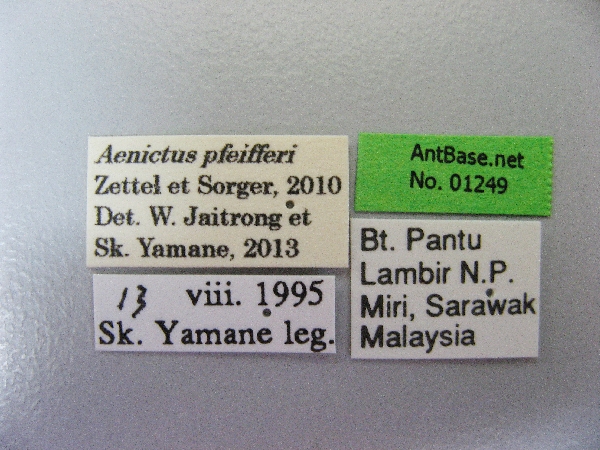 Aenictus pfeifferi
Zettel et Sorger, 2010
Det. W. Jaitrong et
Sk. Yamane, 2013
13 viii. 1995
Sk. Yamane leg.
AntBase.net
No. 01249
Bt. Pantu
Lambir N.P.
Miri, Sarawak
Malaysia